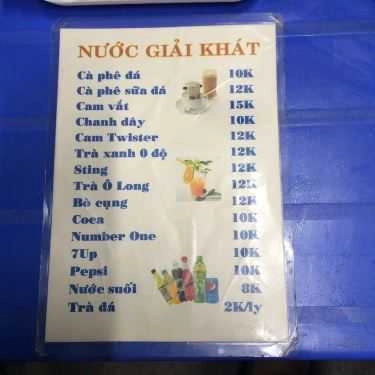 NƯỚC GIẢI KHÁT
Cà phê đá 10K
Cà phê sữa đá 12K
Cam vắt 15K
Chanh dây 10K
Cam Twister 12K
Trà xanh 0 độ 12K
Sting 12K
Trà Ô Long 12K
Bò cụng 12K
Coca 10K
Number One 10K
7Up 10K
Pepsi 10K
Nước suối 8K
Trà đá 2K/ly